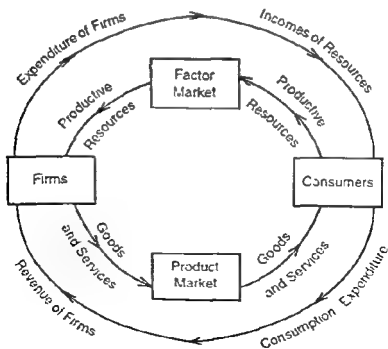 Expenditure of Firms
Incomes of Resources
Factor
Market
Productive
Resources
Productive
Resources
Firms
Consumers
Goods
and Services
Goods
and Services
Product
Market
Revenue of Firms
Consumption Expenditure